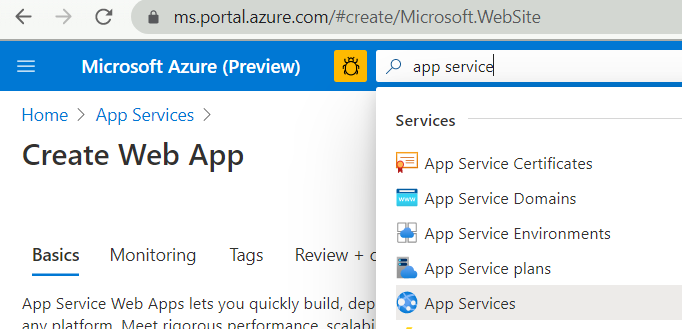 ms.portal.azure.com/#create/Microsoft.WebSite
Microsoft Azure (Preview)
app service
Home > App Services >
Create Web App
Services
App Service Certificates
App Service Domains
App Service Environments
App Service plans
App Services
Basics Monitoring Tags Review +
App Service Web Apps lets you quickly build,
any platform. Meet rigorous performance,